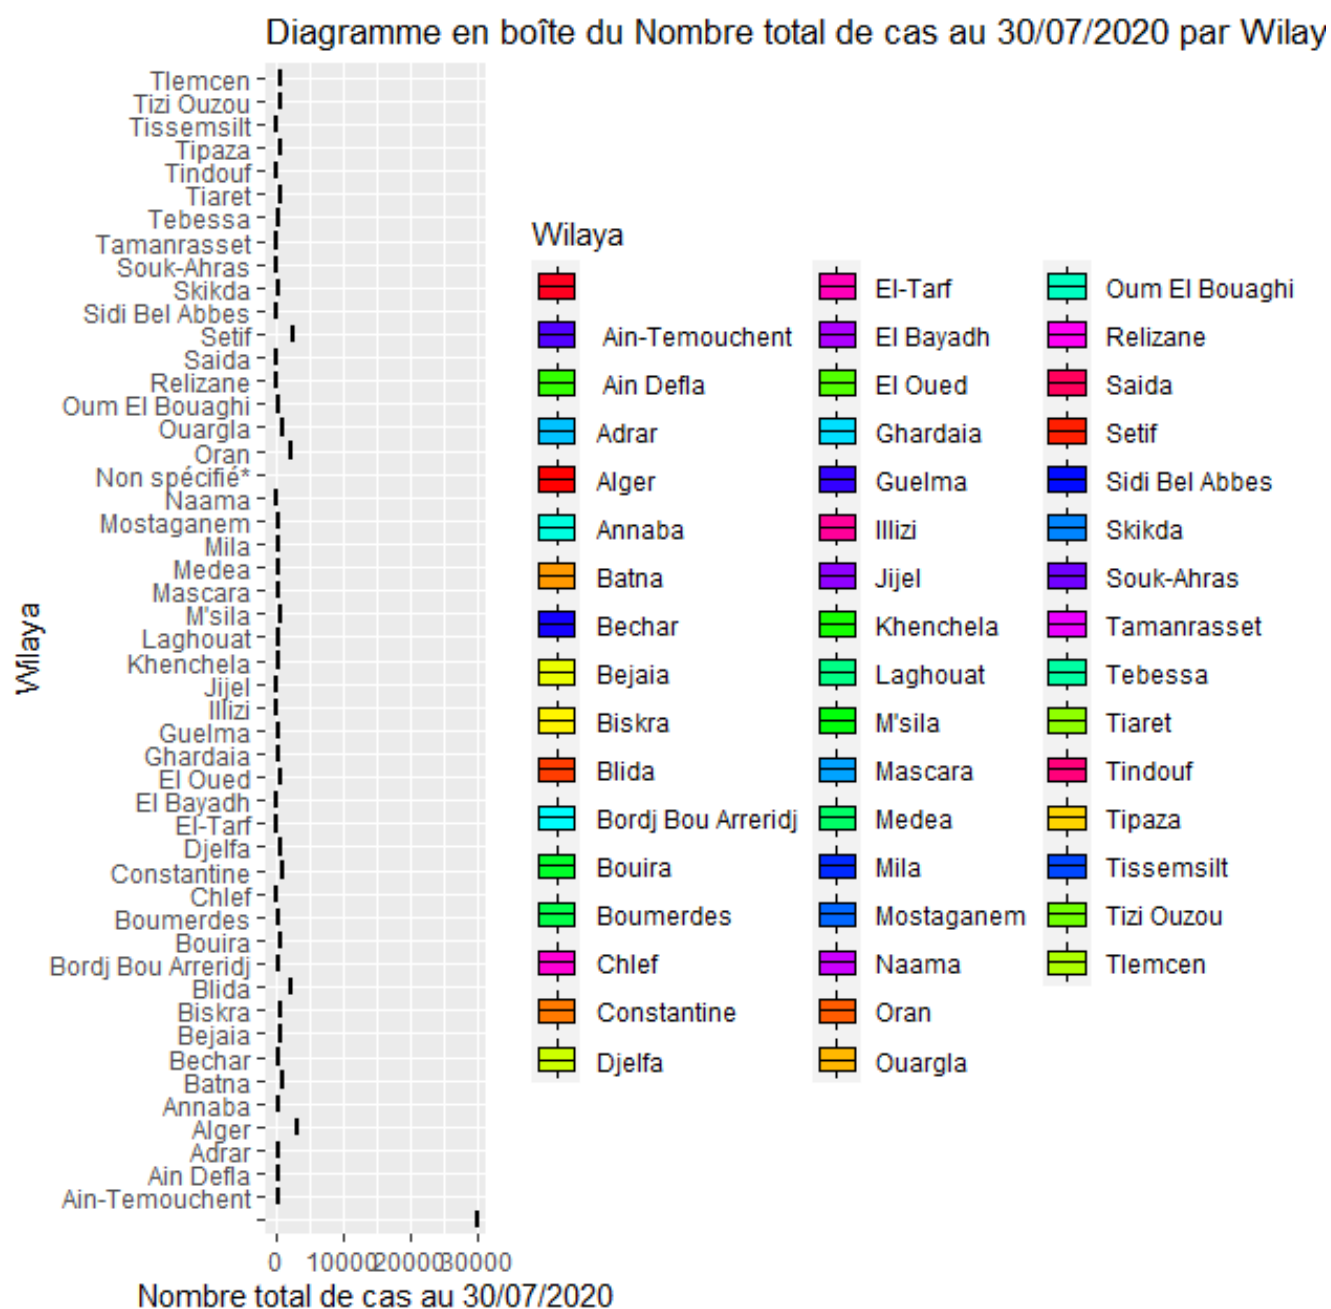 Diagramme en boîte du Nombre total de cas au 30/07/2020 par Wilay
Wilaya
Tlemcen
Tizi Ouzou
Tissemsilt
Tipaza
Tindouf
Tiaret
Tebessa
Tamanrasset
Souk-Ahras
Skikda
Sidi Bel Abbes
Setif
Saida
Relizane
Oum El Bouaghi
Ouargla
Oran
Non spécifié*
Naama
Mostaganem
Mila
Medea
Mascara
M'sila
Laghouat
Khenchela
Jijel
Illizi
Guelma
Ghardaia
El Oued
El Bayadh
El-Tarf
Djelfa
Constantine
Chlef
Boumerdes
Bouira
Bordj Bou Arreridj
Blida
Biskra
Bejaia
Bechar
Batna
Annaba
Alger
Adrar
Ain Defla
Ain-Temouchent
0 10000 20000 30000
Nombre total de cas au 30/07/2020
Wilaya
Ain-Temouchent
Ain Defla
Adrar
Alger
Annaba
Batna
Bechar
Bejaia
Biskra
Blida
Bordj Bou Arreridj
Bouira
Boumerdes
Chlef
Constantine
Djelfa
El-Tarf
El Bayadh
El Oued
Ghardaia
Guelma
Illizi
Jijel
Khenchela
Laghouat
M'sila
Mascara
Medea
Mila
Mostaganem
Naama
Oran
Ouargla
Oum El Bouaghi
Relizane
Saida
Setif
Sidi Bel Abbes
Skikda
Souk-Ahras
Tamanrasset
Tebessa
Tiaret
Tindouf
Tipaza
Tissemsilt
Tizi Ouzou
Tlemcen